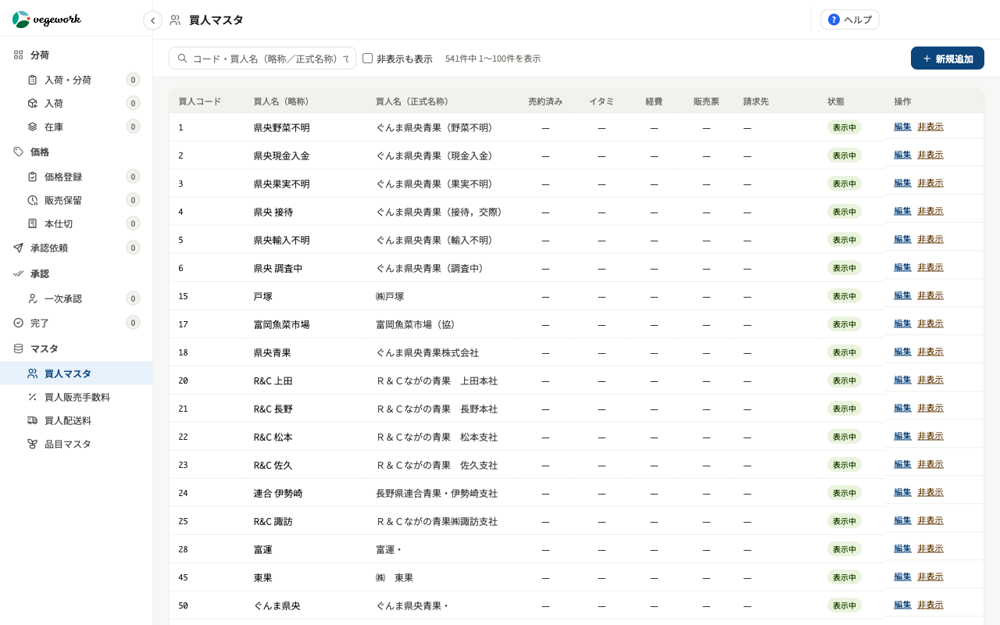 vegework
買人マスタ
? ヘルプ
コード・買人名（略称／正式名称）
非表示も表示
541件中 1〜100件を表示
＋ 新規追加
分荷
入荷・分荷 0
入荷 0
在庫 0
価格
価格登録 0
販売保留 0
本仕切 0
承認依頼 0
承認
一次承認 0
完了 0
マスタ
買人マスタ
買人販売手数料
買人配送料
品目マスタ
買人コード 買人名（略称） 買人名（正式名称） 売約済み イタミ 経費 販売票 請求先 状態 操作
1 県央野菜不明 ぐんま県央青果（野菜不明） — — — — — 表示中 編集 非表示
2 県央現金入金 ぐんま県央青果（現金入金） — — — — — 表示中 編集 非表示
3 県央果実不明 ぐんま県央青果（果実不明） — — — — — 表示中 編集 非表示
4 県央 接待 ぐんま県央青果（接待，交際） — — — — — 表示中 編集 非表示
5 県央輸入不明 ぐんま県央青果（輸入不明） — — — — — 表示中 編集 非表示
6 県央 調査中 ぐんま県央青果（調査中） — — — — — 表示中 編集 非表示
15 戸塚 ㈱戸塚 — — — — — 表示中 編集 非表示
17 富岡魚菜市場 富岡魚菜市場（協） — — — — — 表示中 編集 非表示
18 県央青果 ぐんま県央青果株式会社 — — — — — 表示中 編集 非表示
20 R&C 上田 Ｒ＆Ｃながの青果　上田本社 — — — — — 表示中 編集 非表示
21 R&C 長野 Ｒ＆Ｃながの青果　長野本社 — — — — — 表示中 編集 非表示
22 R&C 松本 Ｒ＆Ｃながの青果　松本支社 — — — — — 表示中 編集 非表示
23 R&C 佐久 Ｒ＆Ｃながの青果　佐久支社 — — — — — 表示中 編集 非表示
24 連合 伊勢崎 長野県連合青果・伊勢崎支社 — — — — — 表示中 編集 非表示
25 R&C 諏訪 Ｒ＆Ｃながの青果㈱諏訪支社 — — — — — 表示中 編集 非表示
28 富運 富運・ — — — — — 表示中 編集 非表示
45 東果 ㈱　東果 — — — — — 表示中 編集 非表示
50 ぐんま県央 ぐんま県央青果・ — — — — — 表示中 編集 非表示